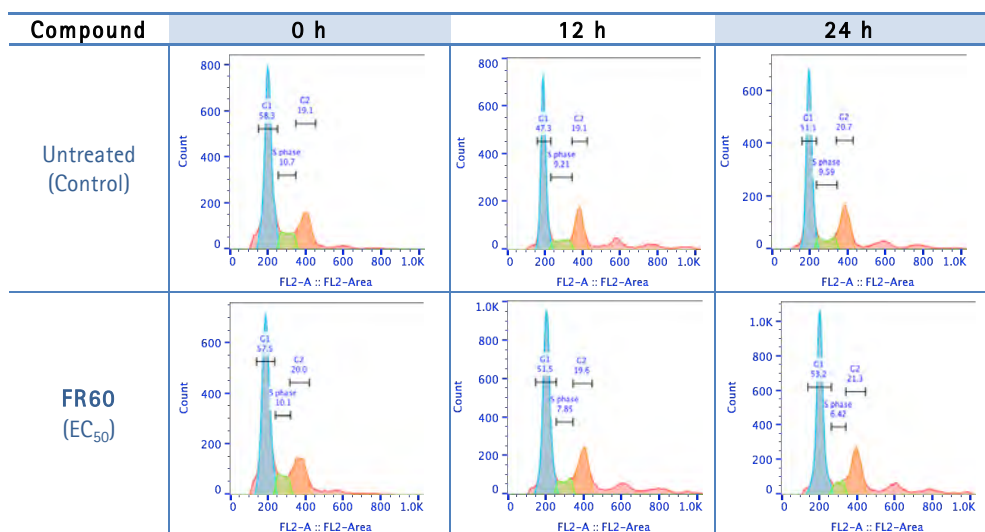 Compound 0 h 12 h 24 h
Untreated
(Control)
800
600
400
200
0
Count
G1
58.3
G2
19.1
S phase
10.7
0 200 400 600 800 1.0K
FL2-A :: FL2-Area
800
600
400
200
0
Count
G1
47.3
G2
19.1
S phase
9.21
0 200 400 600 800 1.0K
FL2-A :: FL2-Area
800
600
400
200
0
Count
G1
G2
20.7
S phase
9.59
0 200 400 600 800 1.0K
FL2-A :: FL2-Area
FR60
(EC50)
600
400
200
0
Count
G1
57.5
G2
20.0
S phase
10.1
0 200 400 600 800 1.0K
FL2-A :: FL2-Area
1.0K
800
600
400
200
0
Count
G1
51.5
G2
19.6
S phase
7.85
0 200 400 600 800 1.0K
FL2-A :: FL2-Area
1.0K
800
600
400
200
0
Count
G1
53.2
G2
21.3
S phase
6.42
0 200 400 600 800 1.0K
FL2-A :: FL2-Area